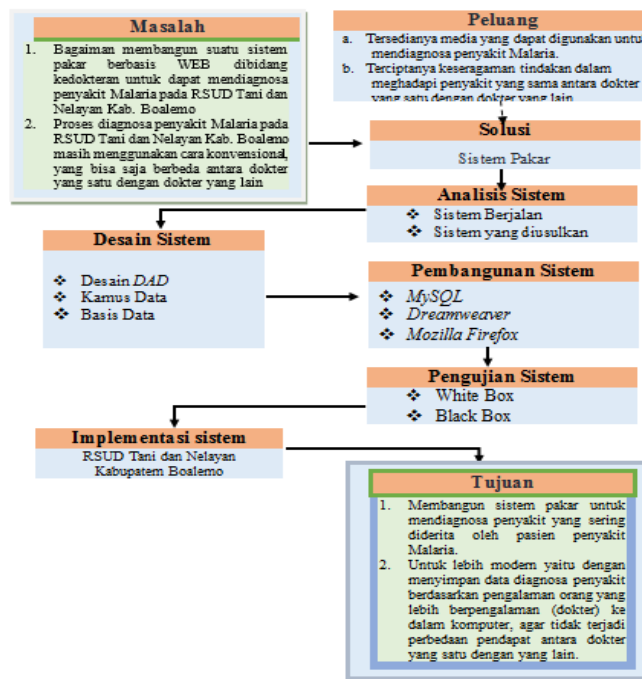 Masalah
1. Bagaiman membangun suatu sistem
pakar berbasis WEB dibidang
kedokteran untuk dapat mendiagnosa
penyakit Malaria pada RSUD Tani dan
Nelayan Kab. Boalemo
2. Proses diagnosa penyakit Malaria pada
RSUD Tani dan Nelayan Kab. Boalemo
masih menggunakan cara konvensional,
yang bisa saja berbeda antara dokter
yang satu dengan dokter yang lain
Peluang
a. Tersedianya media yang dapat digunakan untu
mendiagnosa penyakit Malaria.
b. Terciptanya keseragaman tindakan dalam
meghadapi penyakit yang sama antara dokter
yang satu dengan dokter yang lain
Solusi
Sistem Pakar
Analisis Sistem
❖ Sistem Berjalan
❖ Sistem yang diusulkan
Desain Sistem
❖ Desain DAD
❖ Kamus Data
❖ Basis Data
Pembangunan Sistem
❖ MySQL
❖ Dreamweaver
❖ Mozilla Firefox
Pengujian Sistem
❖ White Box
❖ Black Box
Implementasi sistem
RSUD Tani dan Nelayan
Kabupatem Boalemo
Tujuan
1. Membangun sistem pakar untuk
mendiagnosa penyakit yang sering
diderita oleh pasien penyakit
Malaria.
2. Untuk lebih modern yaitu dengan
menyimpan data diagnosa penyakit
berdasarkan pengalaman orang yang
lebih berpengalaman (dokter) ke
dalam komputer, agar tidak terjadi
perbedaan pendapat antara dokter
yang satu dengan yang lain.